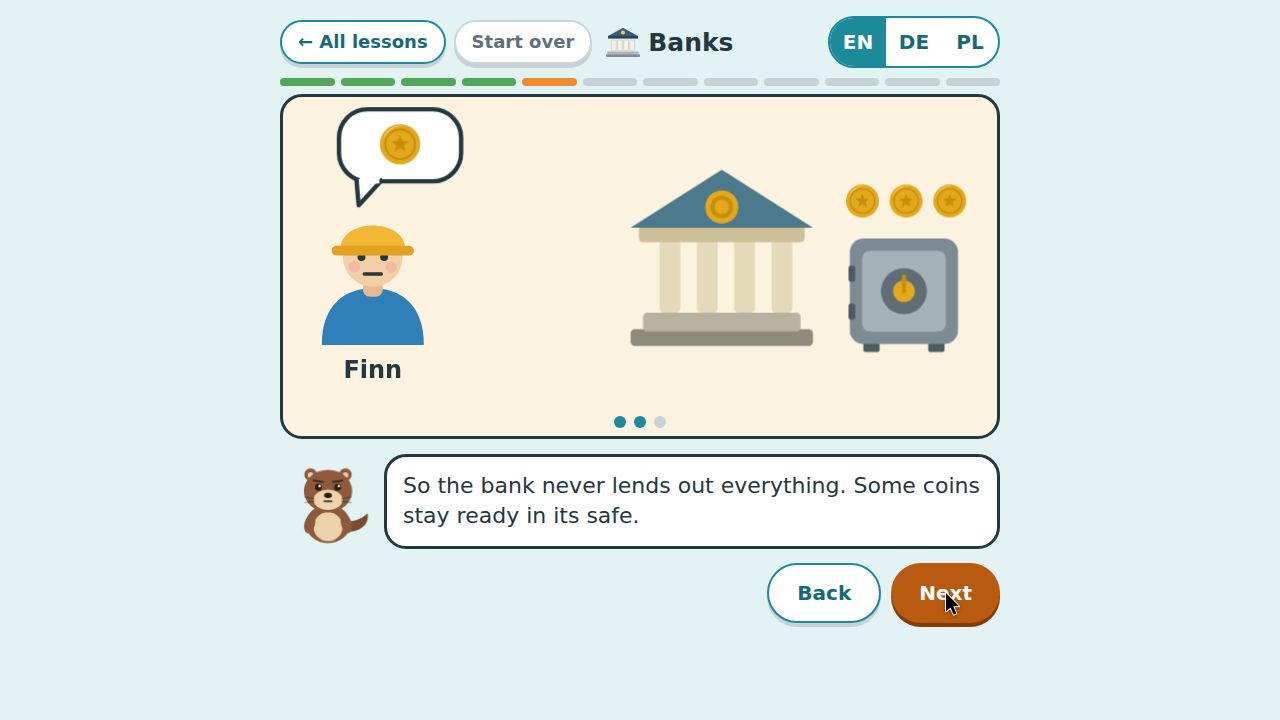 ← All lessons
Start over
Banks
EN DE PL
Finn
So the bank never lends out everything. Some coins
stay ready in its safe.
Back
Next